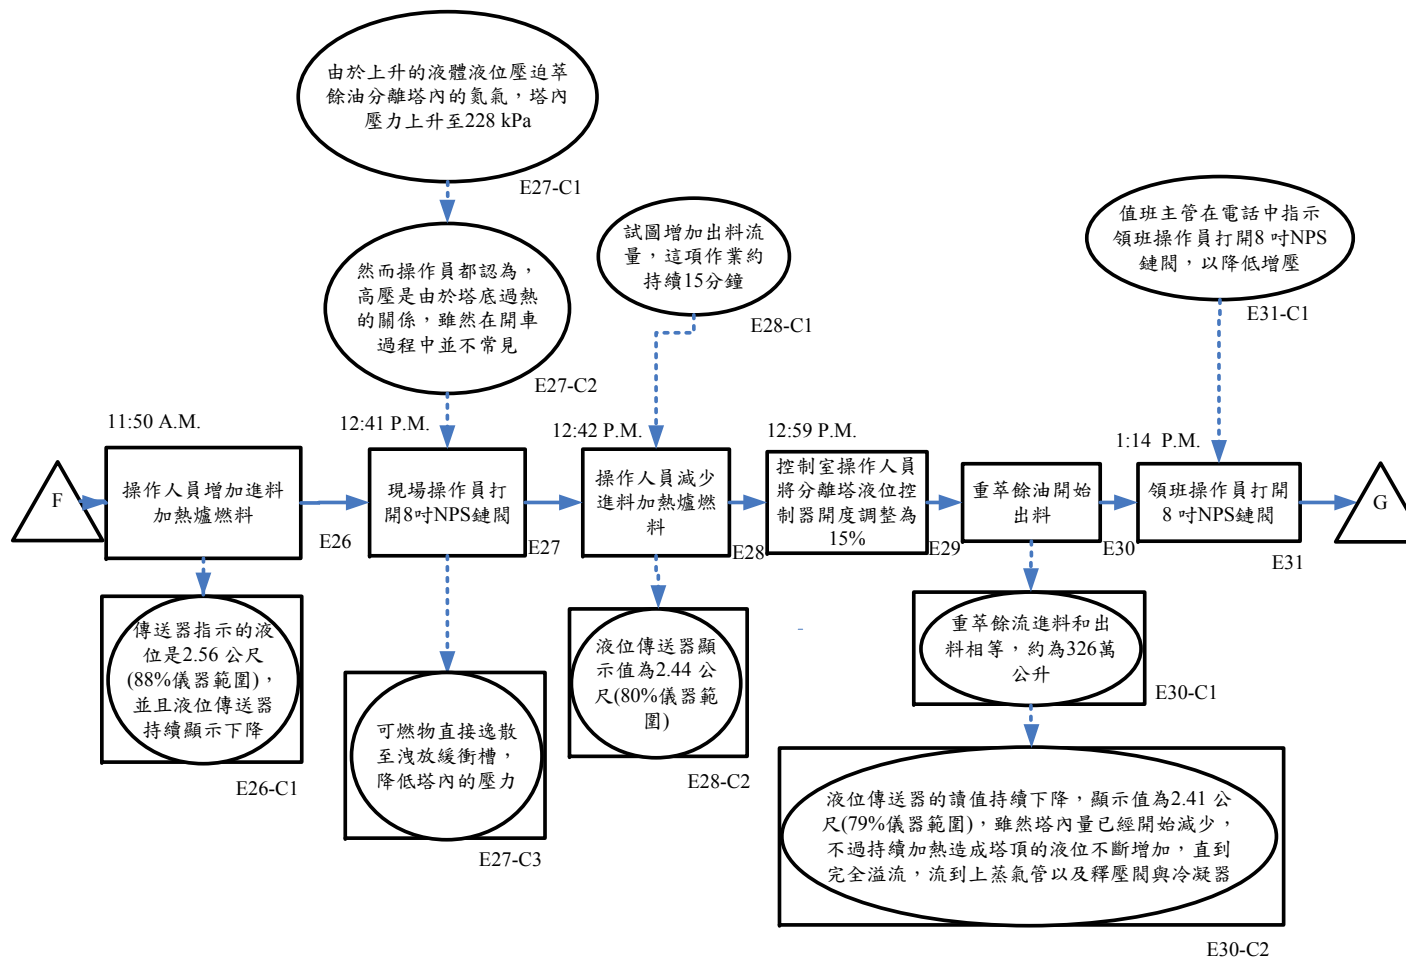 由於上升的液體液位壓迫萃
餘油分離塔內的氮氣，塔內
壓力上升至228 kPa
E27-C1
然而操作員都認為，
高壓是由於塔底過熱
的關係，雖然在開車
過程中並不常見
E27-C2
試圖增加出料流
量，這項作業約
持續15分鐘
E28-C1
值班主管在電話中指示
領班操作員打開8 吋NPS
鏈閥，以降低增壓
E31-C1
F
11:50 A.M.
操作人員增加進料
加熱爐燃料
E26
12:41 P.M.
現場操作員打
開8吋NPS鏈閥
E27
12:42 P.M.
操作人員減少
進料加熱爐燃
料
E28
12:59 P.M.
控制室操作人員
將分離塔液位控
制器開度調整為
15%
E29
重萃餘油開始
出料
E30
1:14 P.M.
領班操作員打開
8 吋NPS鏈閥
E31
G
傳送器指示的液
位是2.56 公尺
(88%儀器範圍)，
並且液位傳送器
持續顯示下降
E26-C1
可燃物直接逸散
至洩放緩衝槽，
降低塔內的壓力
E27-C3
液位傳送器顯
示值為2.44 公
尺(80%儀器範
圍)
E28-C2
重萃餘流進料和出
料相等，約為326萬
公升
E30-C1
液位傳送器的讀值持續下降，顯示值為2.41 公
尺(79%儀器範圍)，雖然塔內量已經開始減少，
不過持續加熱造成塔頂的液位不斷增加，直到
完全溢流，流到上蒸氣管以及釋壓閥與冷凝器
E30-C2